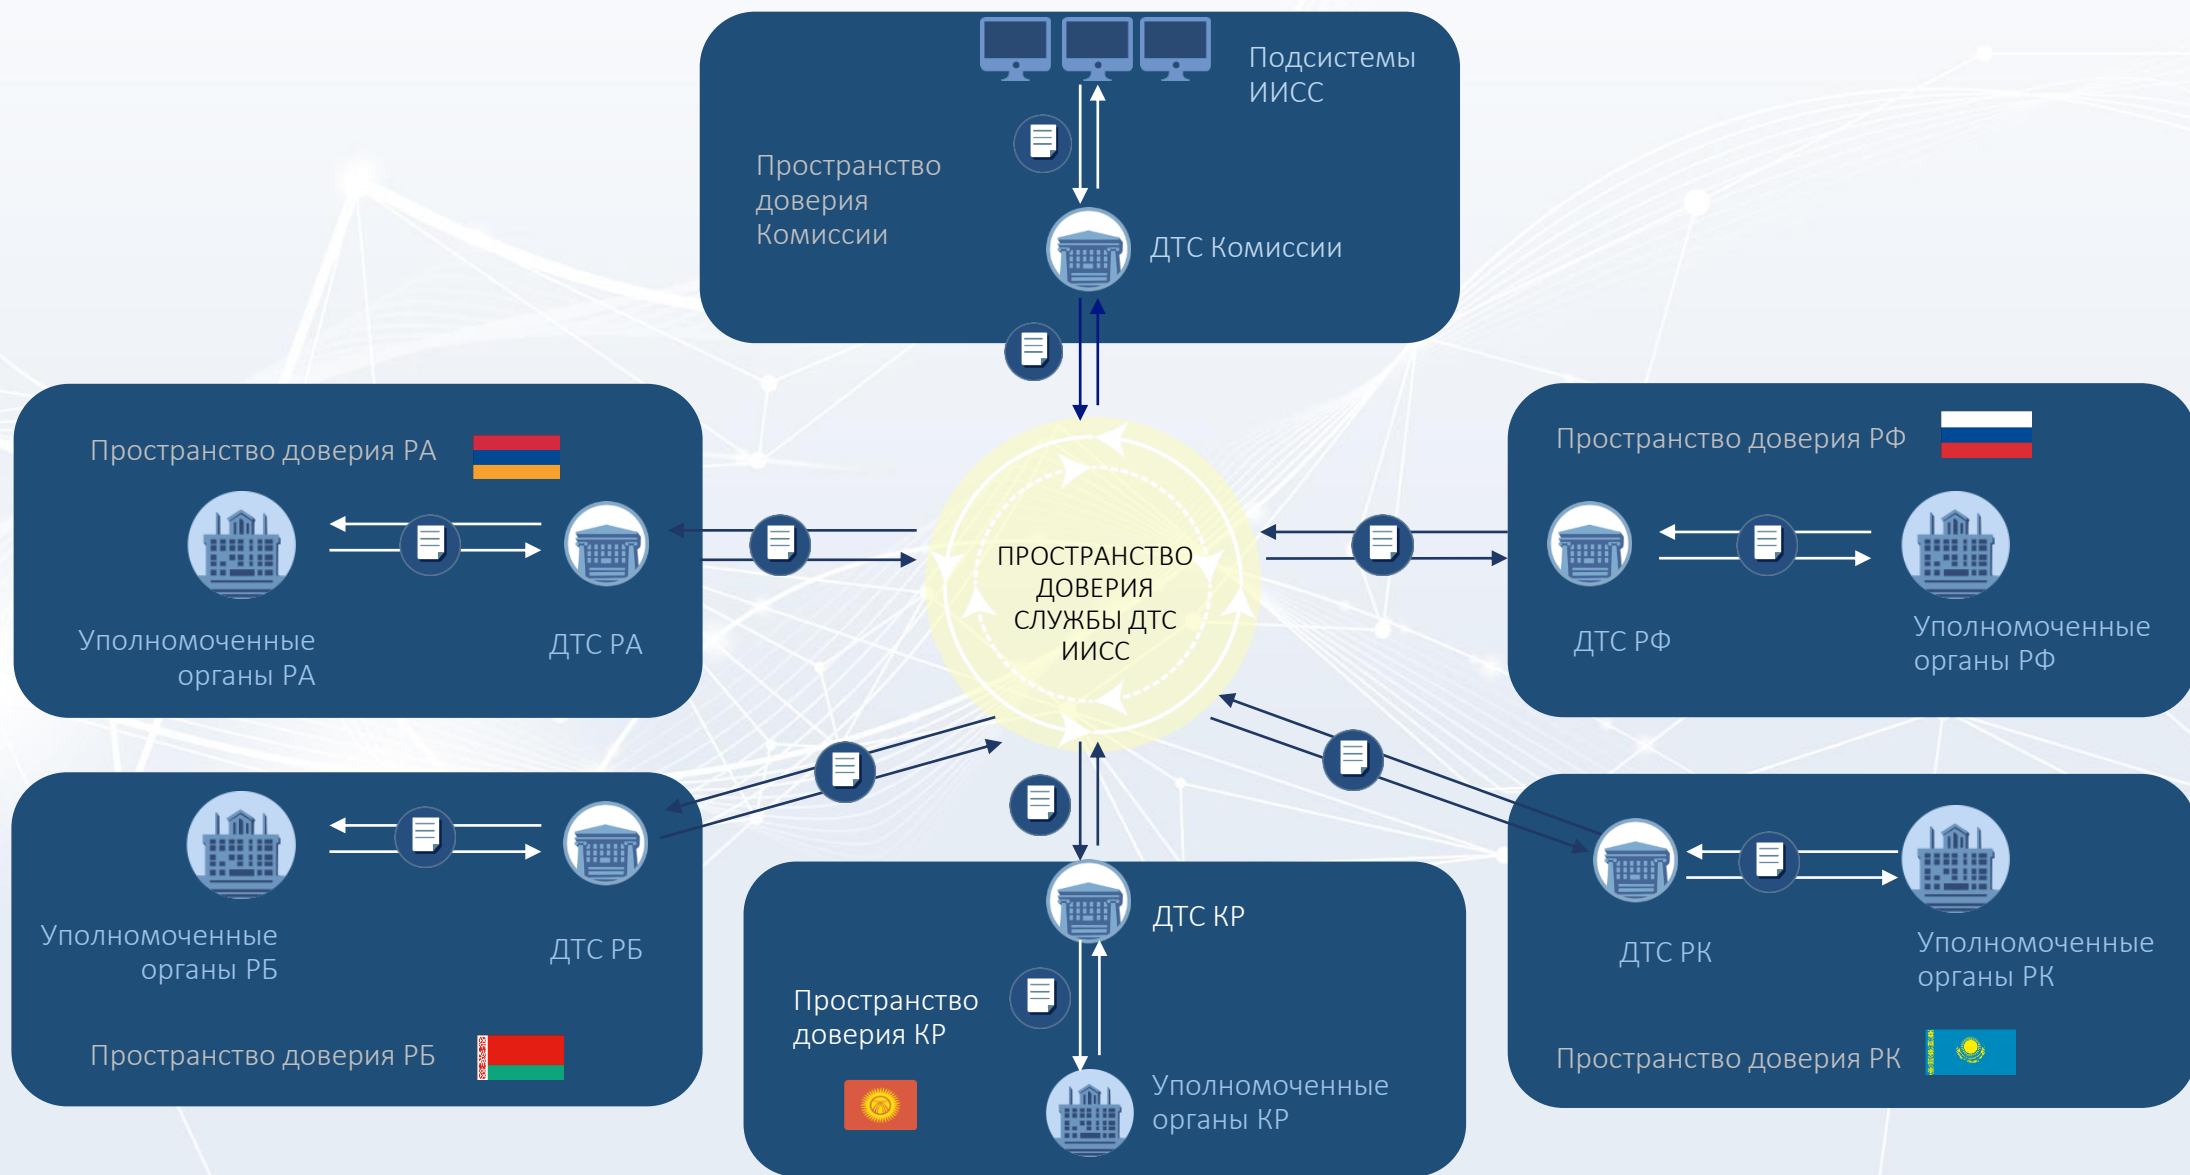 Подсистемы
ИИСС
Пространство
доверия
Комиссии
ДТС Комиссии
Пространство доверия РА
Уполномоченные
органы РА
ДТС РА
ПРОСТРАНСТВО
ДОВЕРИЯ
СЛУЖБЫ ДТС
ИИСС
Пространство доверия РФ
ДТС РФ
Уполномоченные
органы РФ
Уполномоченные
органы РБ
ДТС РБ
Пространство доверия РБ
ДТС КР
Пространство
доверия КР
Уполномоченные
органы КР
ДТС РК
Уполномоченные
органы РК
Пространство доверия РК